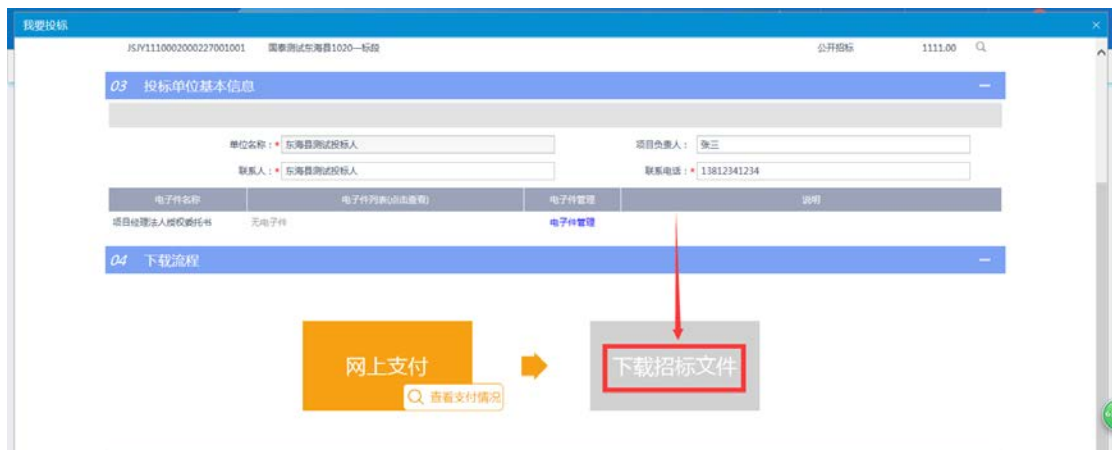 我要投标
JSJY1110002000227001001 国泰测试东海县1020—标段 公开招标 1111.00
03 投标单位基本信息
单位名称：* 东海县测试投标人 项目负责人： 张三
联系人：* 东海县测试投标人 联系电话：* 13812341234
电子件名称 电子件列表(点击查看) 电子件管理 说明
项目经理法人授权委托书 无电子件 电子件管理
04 下载流程
网上支付 下载招标文件
查看支付情况